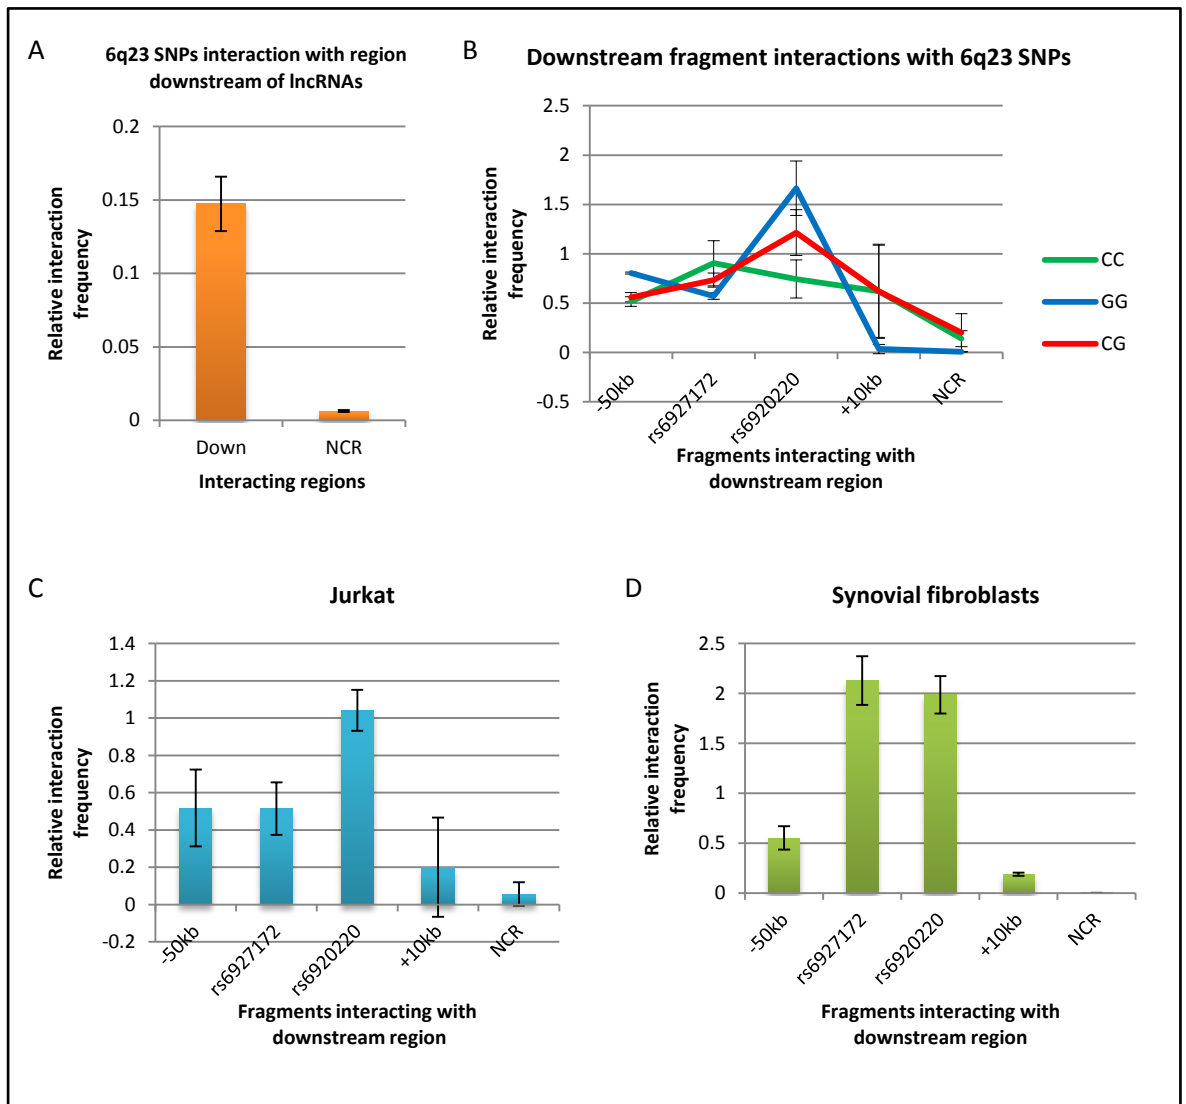 A
6q23 SNPs interaction with region
downstream of lncRNAs
Relative interaction
frequency
0.2
0.15
0.1
0.05
0
Down
NCR
Interacting regions
B
Downstream fragment interactions with 6q23 SNPs
Relative interaction
frequency
2.5
2
1.5
1
0.5
0
-0.5
-50kb
rs6927172
rs6920220
+10kb
NCR
Fragments interacting with
downstream region
CC
GG
CG
C
Jurkat
Relative interaction
frequency
1.4
1.2
1
0.8
0.6
0.4
0.2
0
-0.2
-50kb
rs6927172
rs6920220
+10kb
NCR
Fragments interacting with
downstream region
D
Synovial fibroblasts
Relative interaction
frequency
2.5
2
1.5
1
0.5
0
-50kb
rs6927172
rs6920220
+10kb
NCR
Fragments interacting with
downstream region